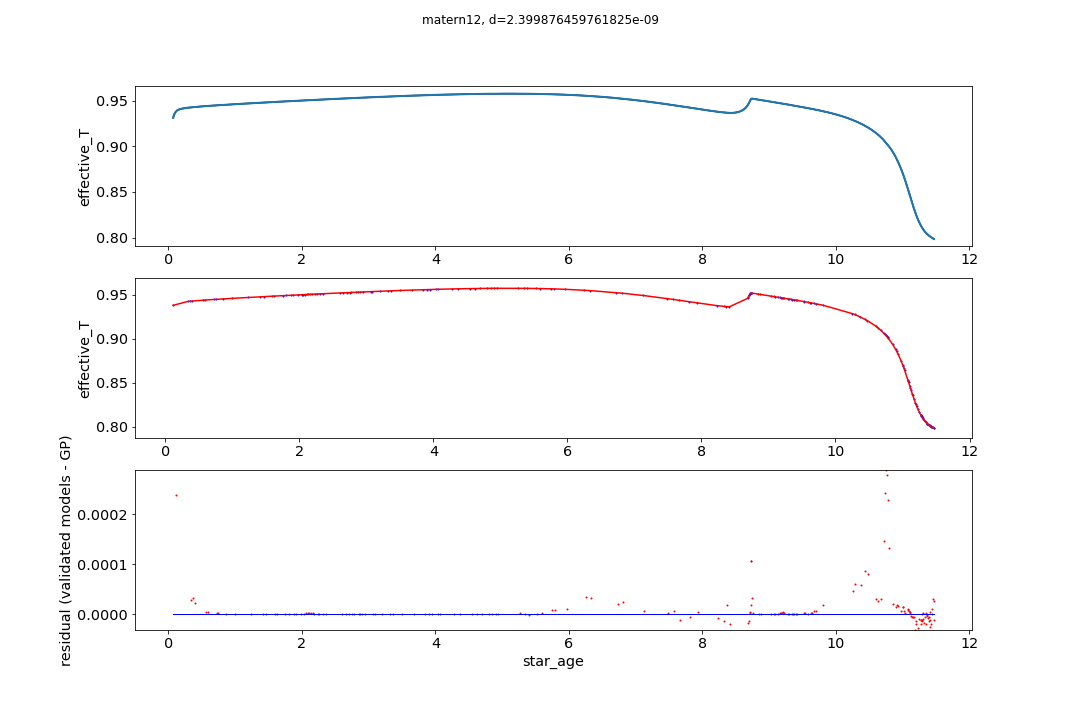 matern12, d=2.399876459761825e-09
effective_T
0.95
0.90
0.85
0.80
0 2 4 6 8 10 12
effective_T
0.95
0.90
0.85
0.80
0 2 4 6 8 10 12
residual (validated models - GP)
0.0002
0.0001
0.0000
0 2 4 6 8 10 12
star_age